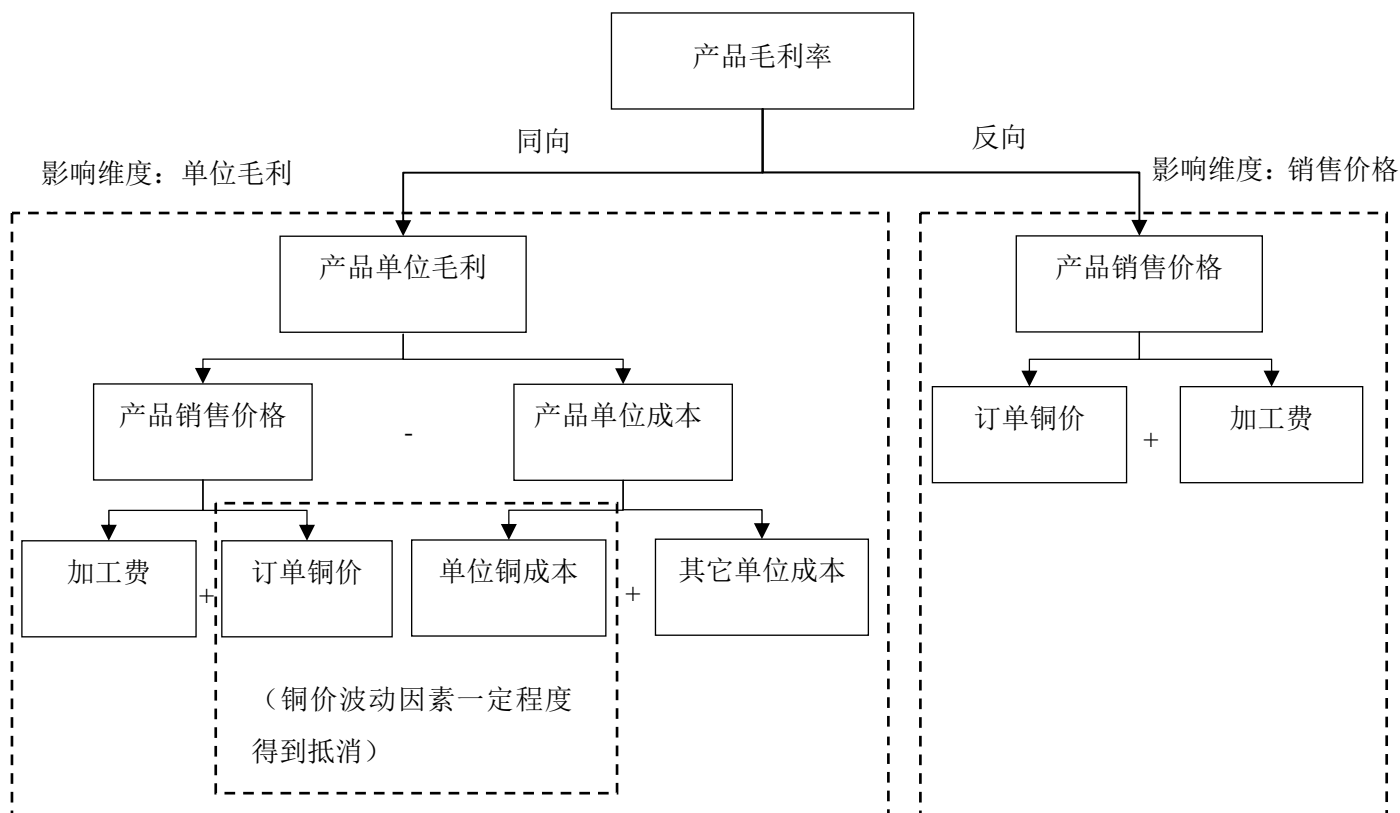 产品毛利率
同向
反向
影响维度：单位毛利
影响维度：销售价格
产品单位毛利
产品销售价格
产品销售价格
-
产品单位成本
订单铜价
+
加工费
加工费
+
订单铜价
单位铜成本
+
其它单位成本
（铜价波动因素一定程度
得到抵消）